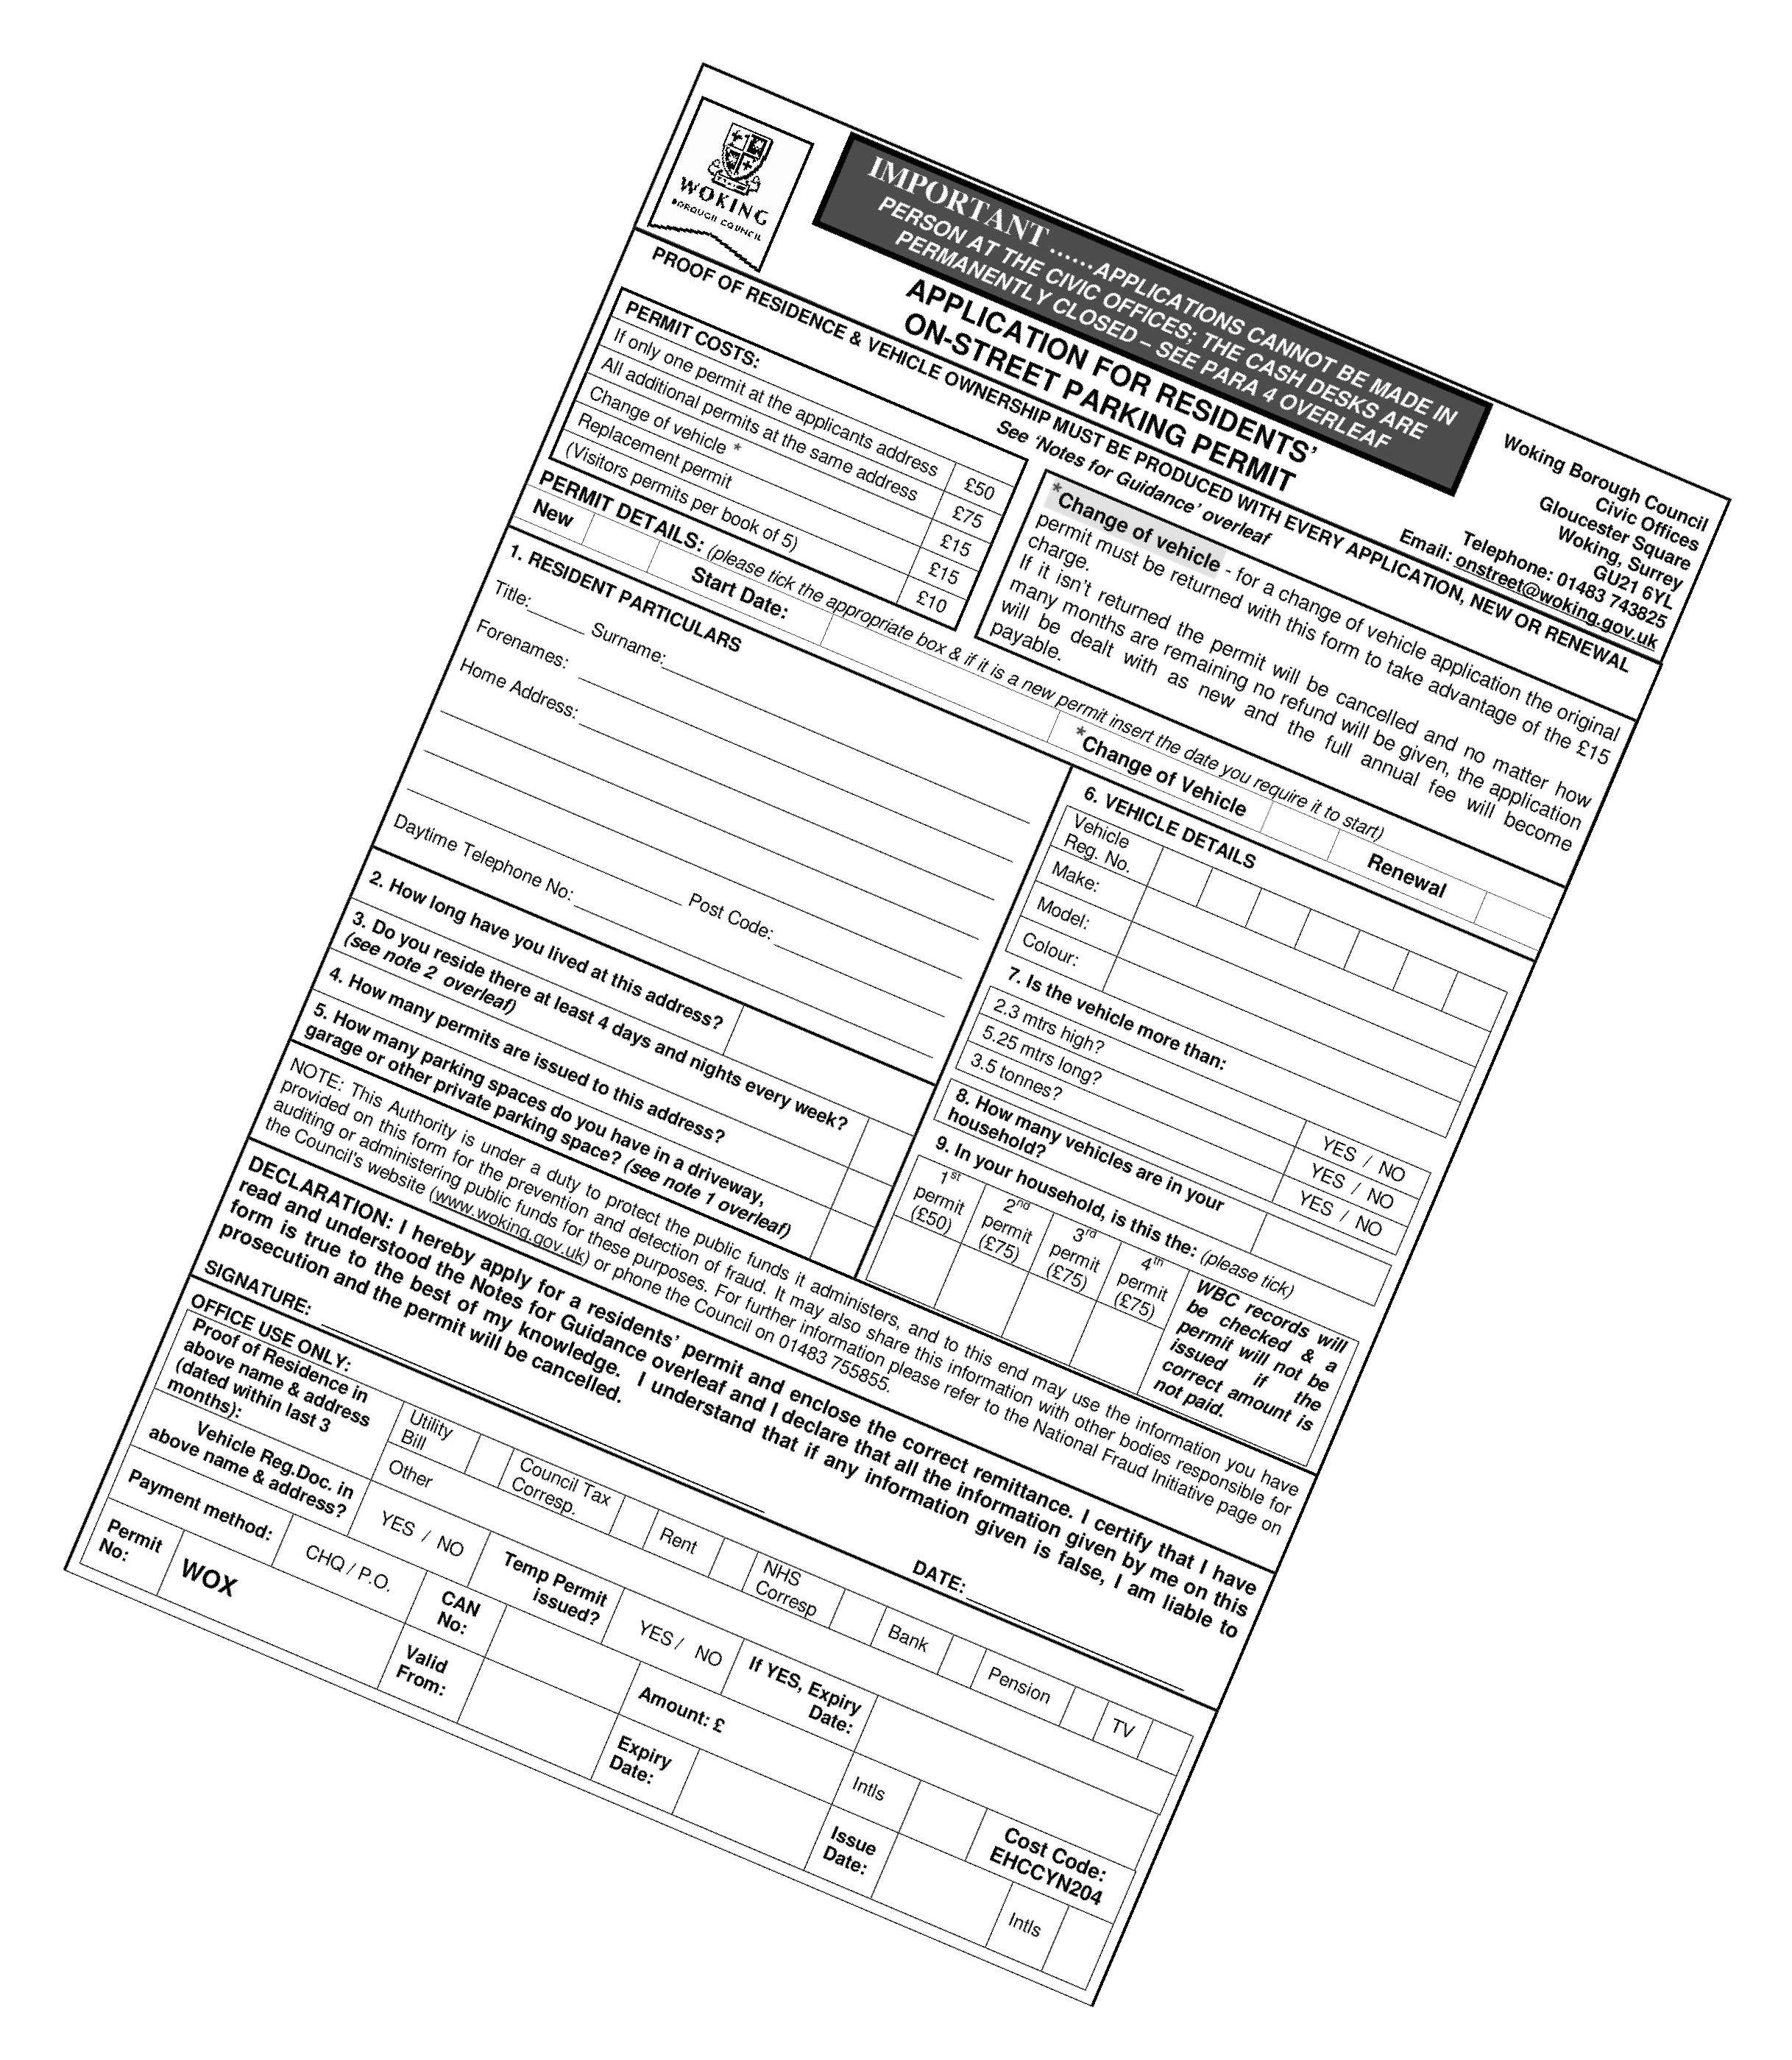 WOKING
BOROUGH COUNCIL
IMPORTANT ......APPLICATIONS CANNOT BE MADE IN
PERSON AT THE CIVIC OFFICES; THE CASH DESKS ARE
PERMANENTLY CLOSED – SEE PARA 4 OVERLEAF
APPLICATION FOR RESIDENTS’
ON-STREET PARKING PERMIT
Woking Borough Council
Civic Offices
Gloucester Square
Woking, Surrey
GU21 6YL
Telephone: 01483 743825
Email: onstreet@woking.gov.uk
PROOF OF RESIDENCE & VEHICLE OWNERSHIP MUST BE PRODUCED WITH EVERY APPLICATION, NEW OR RENEWAL
See ‘Notes for Guidance’ overleaf
PERMIT COSTS:
If only one permit at the applicants address £50
All additional permits at the same address £75
Change of vehicle * £15
Replacement permit £15
(Visitors permits per book of 5) £10
*Change of vehicle - for a change of vehicle application the original
permit must be returned with this form to take advantage of the £15
charge.
If it isn’t returned the permit will be cancelled and no matter how
many months are remaining no refund will be given, the application
will be dealt with as new and the full annual fee will become
payable.
PERMIT DETAILS: (please tick the appropriate box & if it is a new permit insert the date you require it to start)
New Start Date: *Change of Vehicle Renewal
1. RESIDENT PARTICULARS
Title: Surname:
Forenames:
Home Address:
Post Code:
Daytime Telephone No:
2. How long have you lived at this address?
3. Do you reside there at least 4 days and nights every week?
(see note 2 overleaf)
4. How many permits are issued to this address?
5. How many parking spaces do you have in a driveway,
garage or other private parking space? (see note 1 overleaf)
6. VEHICLE DETAILS
Vehicle
Reg. No.
Make:
Model:
Colour:
7. Is the vehicle more than:
2.3 mtrs high? YES / NO
5.25 mtrs long? YES / NO
3.5 tonnes? YES / NO
8. How many vehicles are in your
household?
9. In your household, is this the: (please tick)
1st permit (£50)
2nd permit (£75)
3rd permit (£75)
4th permit (£75)
WBC records will
be checked & a
permit will not be
issued if the
correct amount is
not paid.
NOTE: This Authority is under a duty to protect the public funds it administers, and to this end may use the information you have
provided on this form for the prevention and detection of fraud. It may also share this information with other bodies responsible for
auditing or administering public funds for these purposes. For further information please refer to the National Fraud Initiative page on
the Council's website (www.woking.gov.uk) or phone the Council on 01483 755855.
DECLARATION: I hereby apply for a residents’ permit and enclose the correct remittance. I certify that I have
read and understood the Notes for Guidance overleaf and I declare that all the information given by me on this
form is true to the best of my knowledge. I understand that if any information given is false, I am liable to
prosecution and the permit will be cancelled.
SIGNATURE: DATE:
OFFICE USE ONLY:
Proof of Residence in
above name & address
(dated within last 3
months):
Utility
Bill
Council Tax
Corresp.
Rent
NHS
Corresp
Bank
Pension
TV
Other
Vehicle Reg.Doc. in
above name & address?
YES / NO
Temp Permit
issued?
YES / NO
If YES, Expiry
Date:
Payment method:
CHQ / P.O.
CAN
No:
Amount: £
Intls
Cost Code:
EHCCYN204
Permit
No:
WOX
Valid
From:
Expiry
Date:
Issue
Date:
Intls